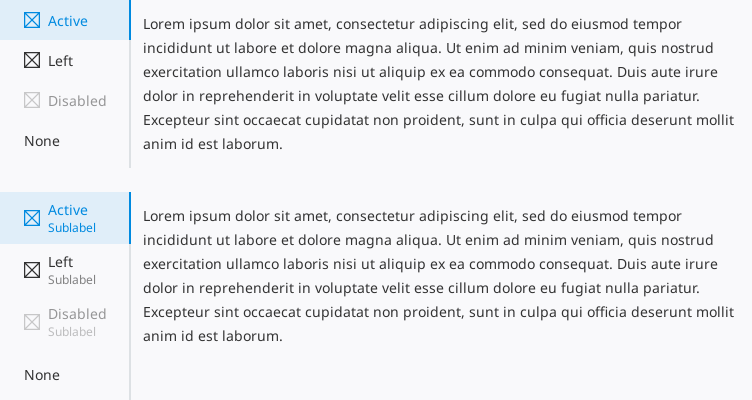 Active
Left
Disabled
None
Lorem ipsum dolor sit amet, consectetur adipiscing elit, sed do eiusmod tempor
incididunt ut labore et dolore magna aliqua. Ut enim ad minim veniam, quis nostrud
exercitation ullamco laboris nisi ut aliquip ex ea commodo consequat. Duis aute irure
dolor in reprehenderit in voluptate velit esse cillum dolore eu fugiat nulla pariatur.
Excepteur sint occaecat cupidatat non proident, sunt in culpa qui officia deserunt mollit
anim id est laborum.
Active
Sublabel
Left
Sublabel
Disabled
Sublabel
None
Lorem ipsum dolor sit amet, consectetur adipiscing elit, sed do eiusmod tempor
incididunt ut labore et dolore magna aliqua. Ut enim ad minim veniam, quis nostrud
exercitation ullamco laboris nisi ut aliquip ex ea commodo consequat. Duis aute irure
dolor in reprehenderit in voluptate velit esse cillum dolore eu fugiat nulla pariatur.
Excepteur sint occaecat cupidatat non proident, sunt in culpa qui officia deserunt mollit
anim id est laborum.